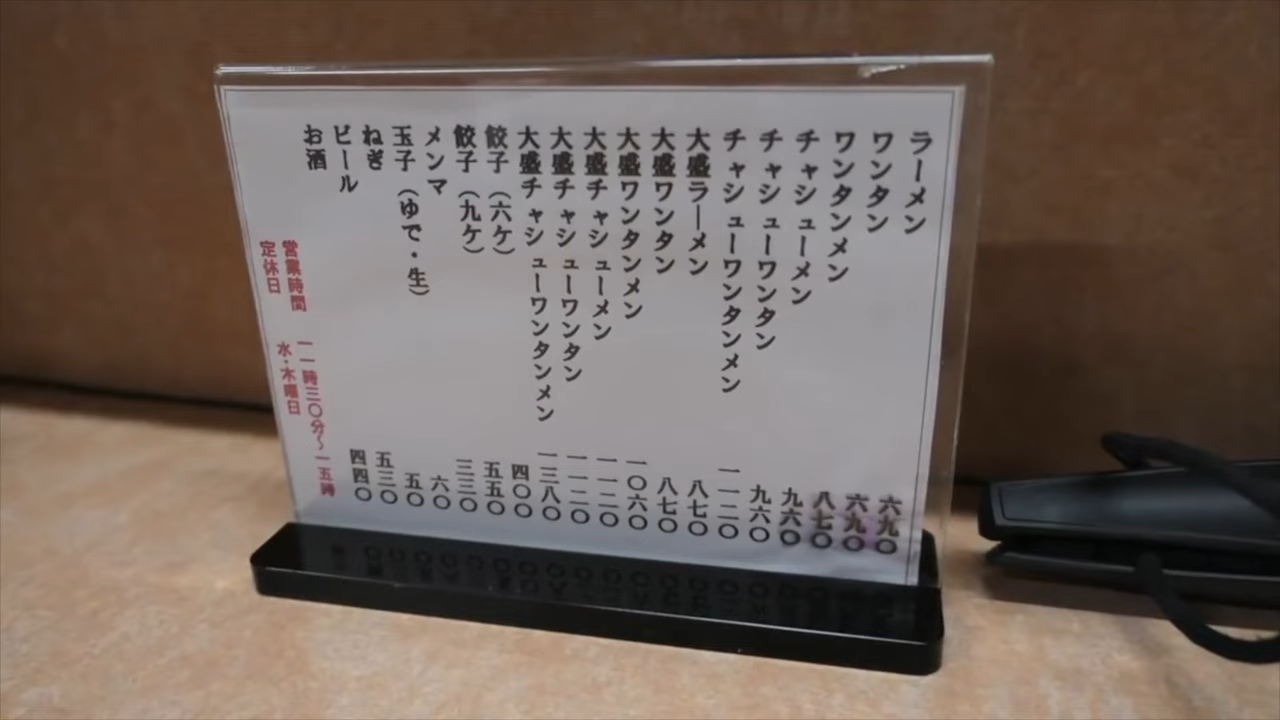 ラーメン 六九〇
ワンタン 六九〇
ワンタンメン 八七〇
チャシューメン 九六〇
チャシューワンタン 九六〇
チャシューワンタンメン 一一二〇
大盛ラーメン 八七〇
大盛ワンタン 八七〇
大盛ワンタンメン 一〇六〇
大盛チャシューメン 一一二〇
大盛チャシューワンタン 一一二〇
大盛チャシューワンタンメン 一三八〇
餃子（六ケ） 四〇〇
餃子（九ケ） 五五〇
メンマ 三三〇
玉子（ゆで・生） 六〇
ねぎ 五〇
ビール 五三〇
お酒 四四〇
営業時間 一一時三〇分〜一五時
定休日 水・木曜日